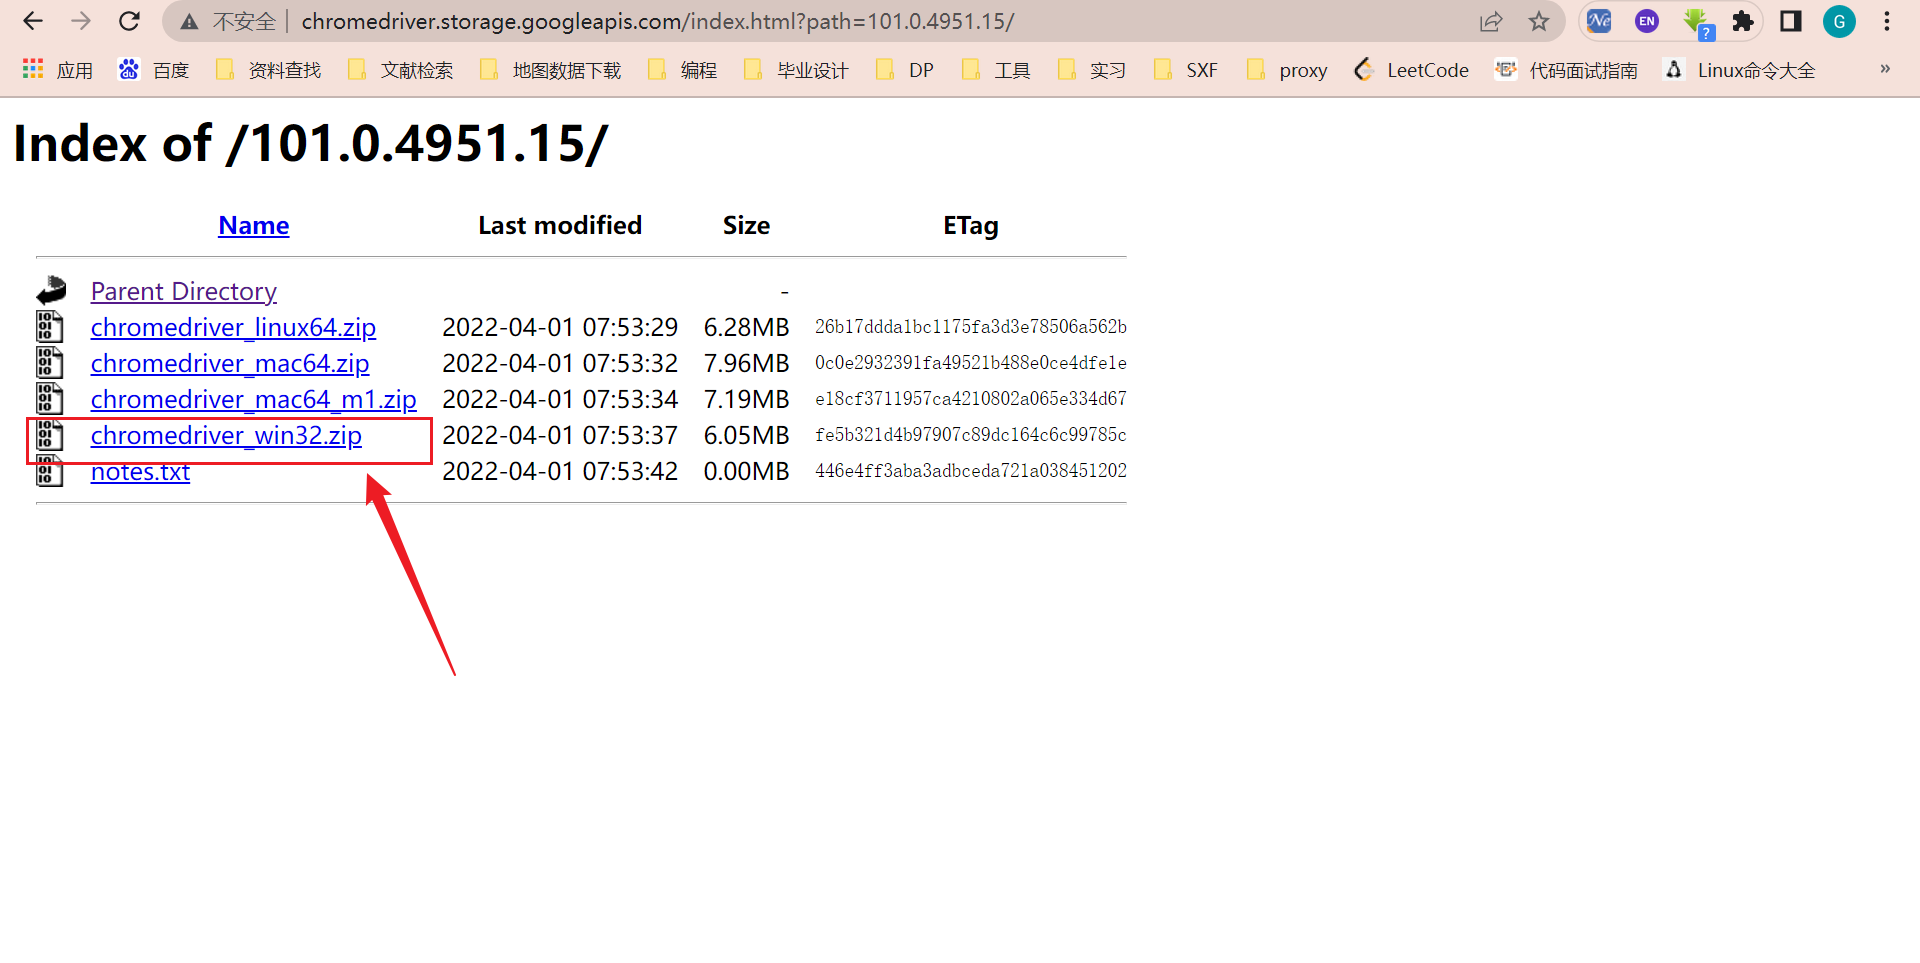 不安全 chromedriver.storage.googleapis.com/index.html?path=101.0.4951.15/ Ne EN ? G
应用 百度 资料查找 文献检索 地图数据下载 编程 毕业设计 DP 工具 实习 SXF proxy LeetCode 代码面试指南 Linux命令大全 »
Index of /101.0.4951.15/
Name Last modified Size ETag
Parent Directory -
chromedriver_linux64.zip 2022-04-01 07:53:29 6.28MB 26b17ddda1bc1175fa3d3e78506a562b
chromedriver_mac64.zip 2022-04-01 07:53:32 7.96MB 0c0e2932391fa49521b488e0ce4dfe1e
chromedriver_mac64_m1.zip 2022-04-01 07:53:34 7.19MB e18cf3711957ca4210802a065e334d67
chromedriver_win32.zip 2022-04-01 07:53:37 6.05MB fe5b321d4b97907c89dc164c6c99785c
notes.txt 2022-04-01 07:53:42 0.00MB 446e4ff3aba3adbceda721a038451202